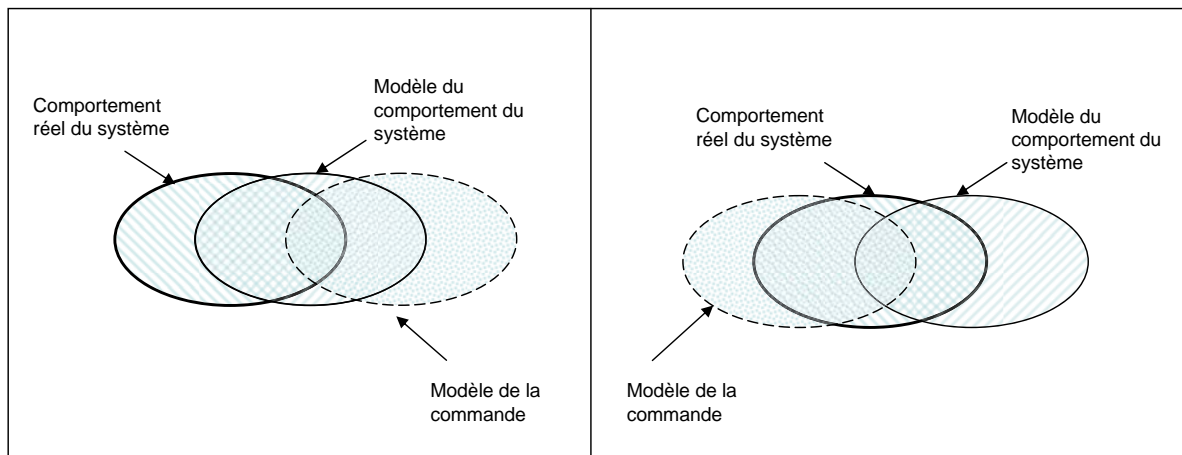 Comportement
réel du système
Modèle du
comportement du
système
Modèle de la
commande
Comportement
réel du système
Modèle du
comportement du
système
Modèle de la
commande